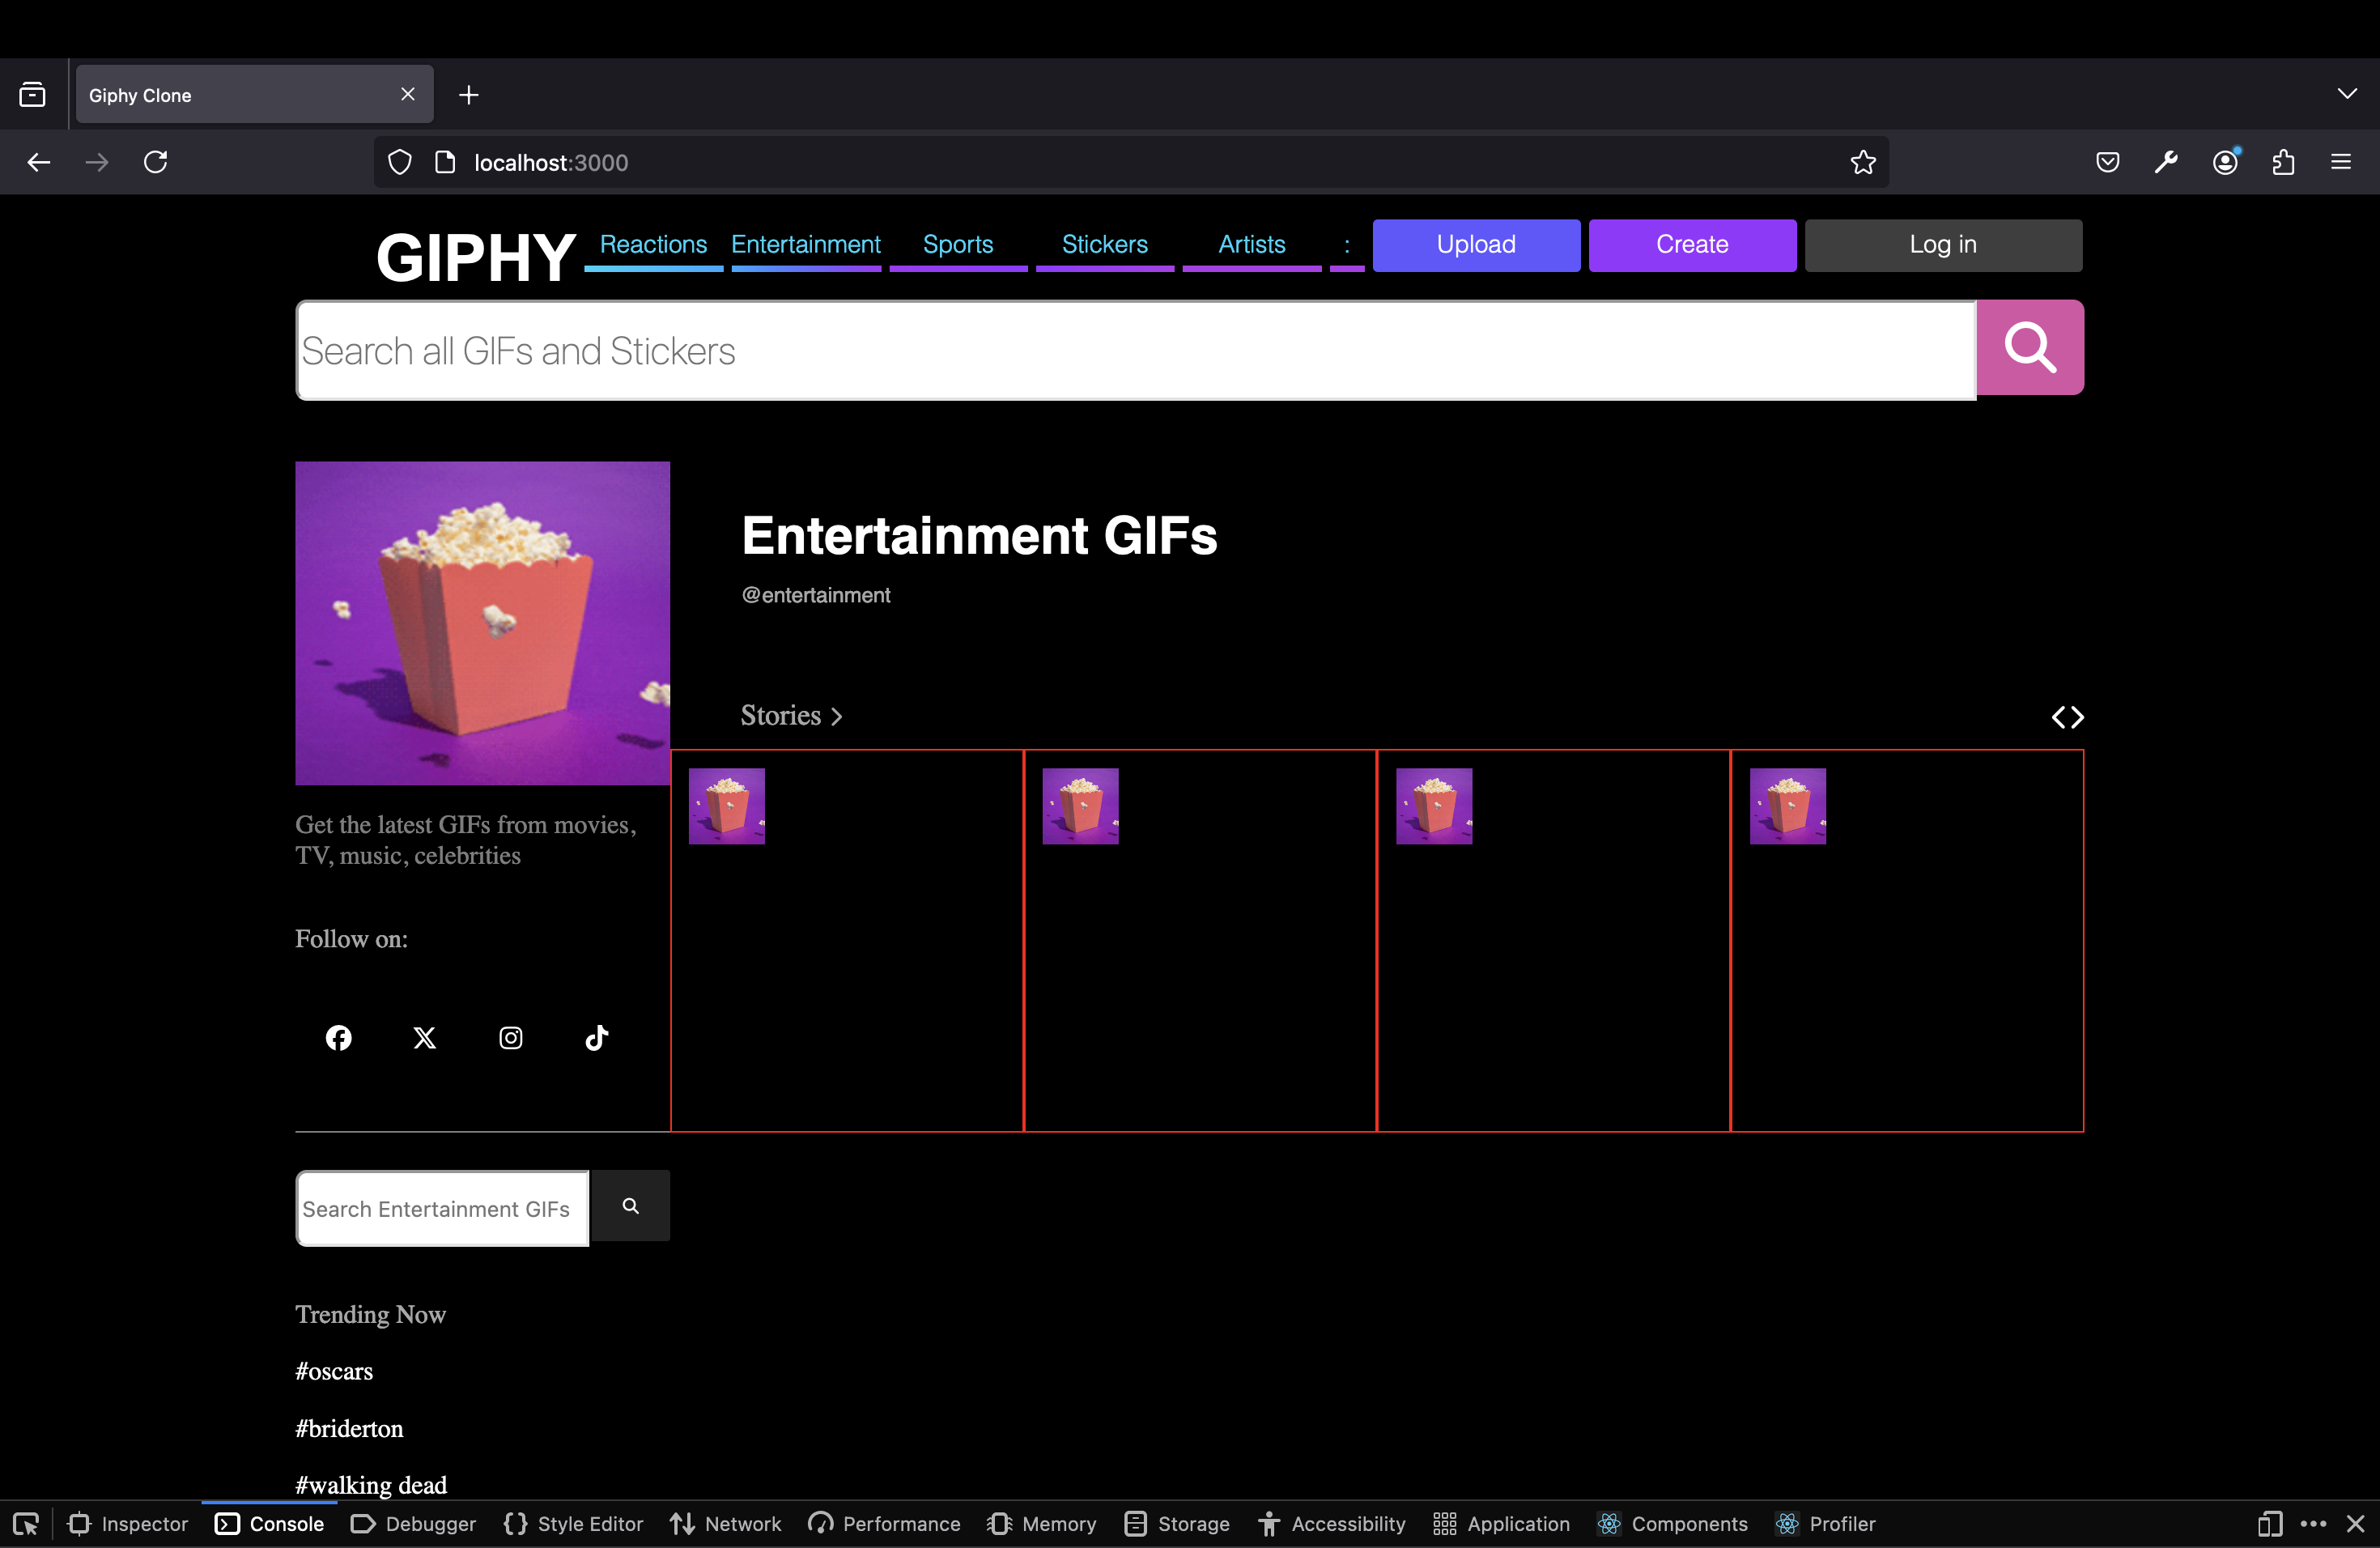 Giphy Clone
localhost:3000
GIPHY Reactions Entertainment Sports Stickers Artists : Upload Create Log in
Search all GIFs and Stickers
Entertainment GIFs
@entertainment
Stories >
<>
Get the latest GIFs from movies,
TV, music, celebrities
Follow on:
Search Entertainment GIFs
Trending Now
#oscars
#briderton
#walking dead
Inspector Console Debugger Style Editor Network Performance Memory Storage Accessibility Application Components Profiler